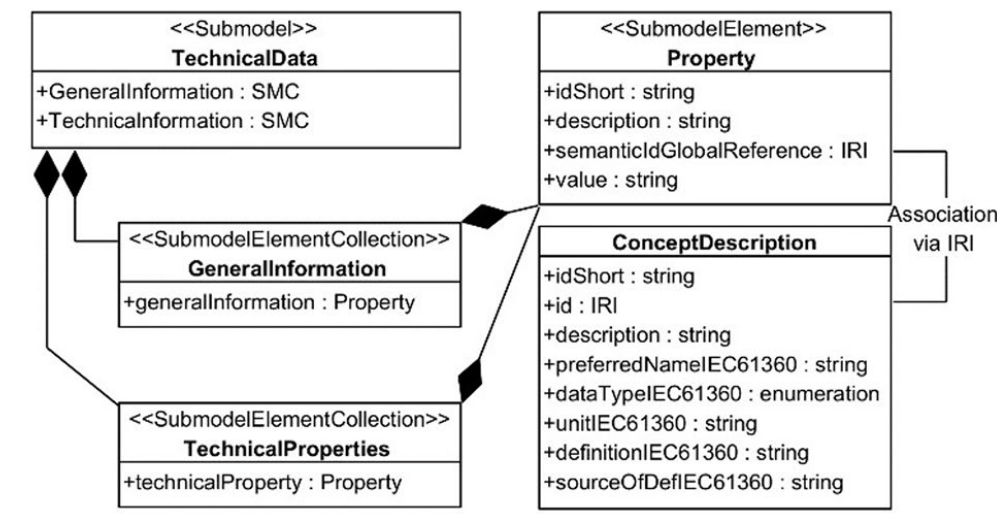 <<Submodel>>
TechnicalData
+GeneralInformation : SMC
+TechnicaInformation : SMC
<<SubmodelElement>>
Property
+idShort : string
+description : string
+semanticIdGlobalReference : IRI
+value : string
Association
via IRI
<<SubmodelElementCollection>>
GeneralInformation
+generalInformation : Property
ConceptDescription
+idShort : string
+id : IRI
+description : string
+preferredNameIEC61360 : string
+dataTypeIEC61360 : enumeration
+unitIEC61360 : string
+definitionIEC61360 : string
+sourceOfDefIEC61360 : string
<<SubmodelElementCollection>>
TechnicalProperties
+technicalProperty : Property